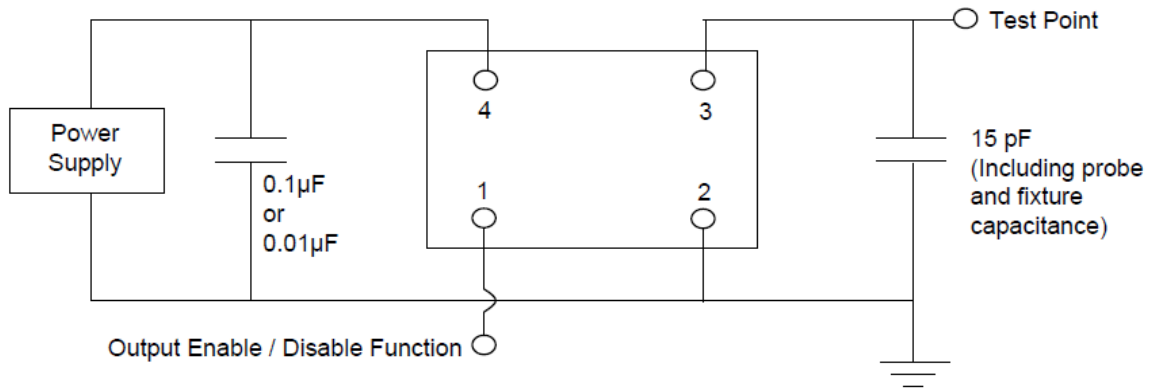 Test Point
4
3
Power
Supply
15 pF
(Including probe
and fixture
capacitance)
0.1µF
or
0.01µF
1
2
Output Enable / Disable Function